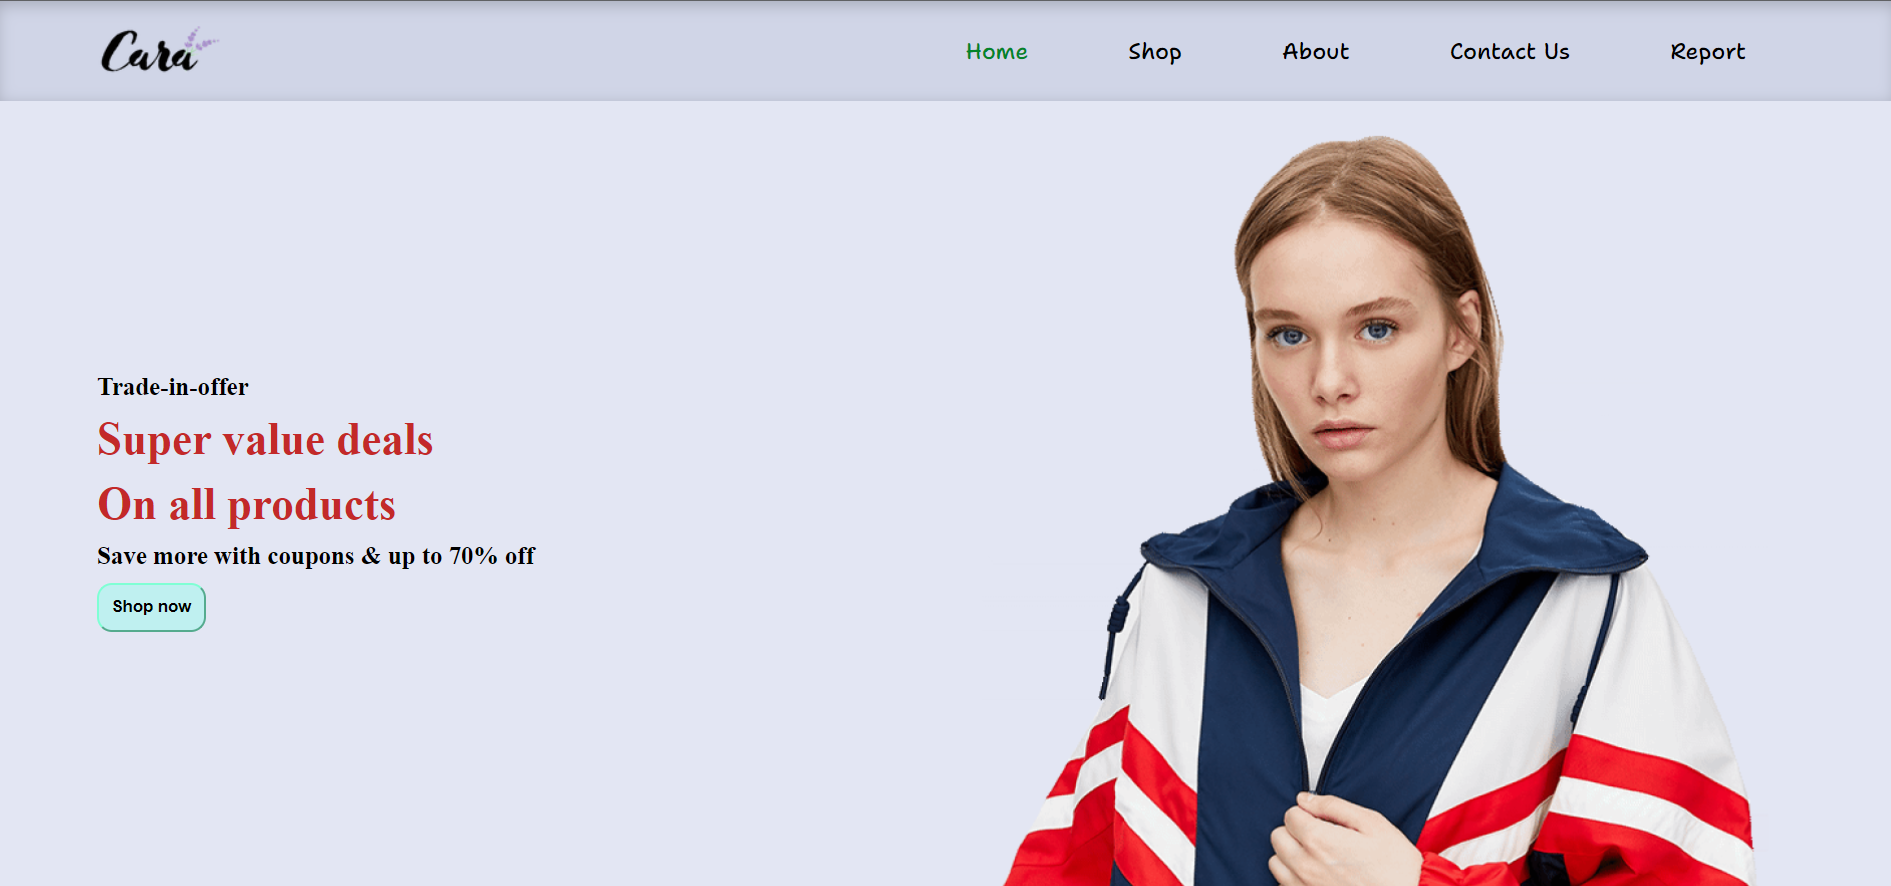 Cara
Home Shop About Contact Us Report
Trade-in-offer
Super value deals
On all products
Save more with coupons & up to 70% off
Shop now